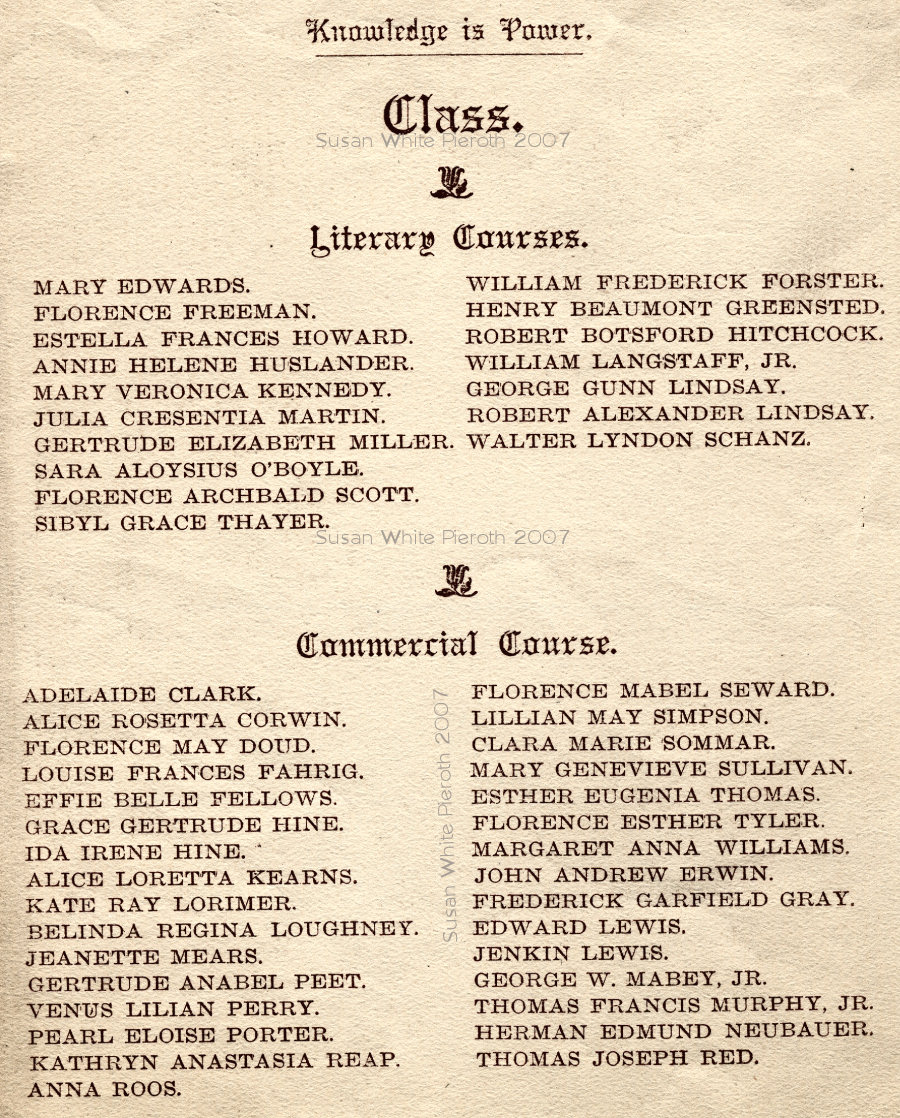 Knowledge is Power.
Class.
Susan White Pieroth 2007
Literary Courses.
MARY EDWARDS.
FLORENCE FREEMAN.
ESTELLA FRANCES HOWARD.
ANNIE HELENE HUSLANDER.
MARY VERONICA KENNEDY.
JULIA CRESENTIA MARTIN.
GERTRUDE ELIZABETH MILLER.
SARA ALOYSIUS O'BOYLE.
FLORENCE ARCHBALD SCOTT.
SIBYL GRACE THAYER.
WILLIAM FREDERICK FORSTER.
HENRY BEAUMONT GREENSTED.
ROBERT BOTSFORD HITCHCOCK.
WILLIAM LANGSTAFF, JR.
GEORGE GUNN LINDSAY.
ROBERT ALEXANDER LINDSAY.
WALTER LYNDON SCHANZ.
Susan White Pieroth 2007
Commercial Course.
ADELAIDE CLARK.
ALICE ROSETTA CORWIN.
FLORENCE MAY DOUD.
LOUISE FRANCES FAHRIG.
EFFIE BELLE FELLOWS.
GRACE GERTRUDE HINE.
IDA IRENE HINE.
ALICE LORETTA KEARNS.
KATE RAY LORIMER.
BELINDA REGINA LOUGHNEY.
JEANETTE MEARS.
GERTRUDE ANABEL PEET.
VENUS LILIAN PERRY.
PEARL ELOISE PORTER.
KATHRYN ANASTASIA REAP.
ANNA ROOS.
Susan White Pieroth 2007
FLORENCE MABEL SEWARD.
LILLIAN MAY SIMPSON.
CLARA MARIE SOMMAR.
MARY GENEVIEVE SULLIVAN.
ESTHER EUGENIA THOMAS.
FLORENCE ESTHER TYLER.
MARGARET ANNA WILLIAMS.
JOHN ANDREW ERWIN.
FREDERICK GARFIELD GRAY.
EDWARD LEWIS.
JENKIN LEWIS.
GEORGE W. MABEY, JR.
THOMAS FRANCIS MURPHY, JR.
HERMAN EDMUND NEUBAUER.
THOMAS JOSEPH RED.